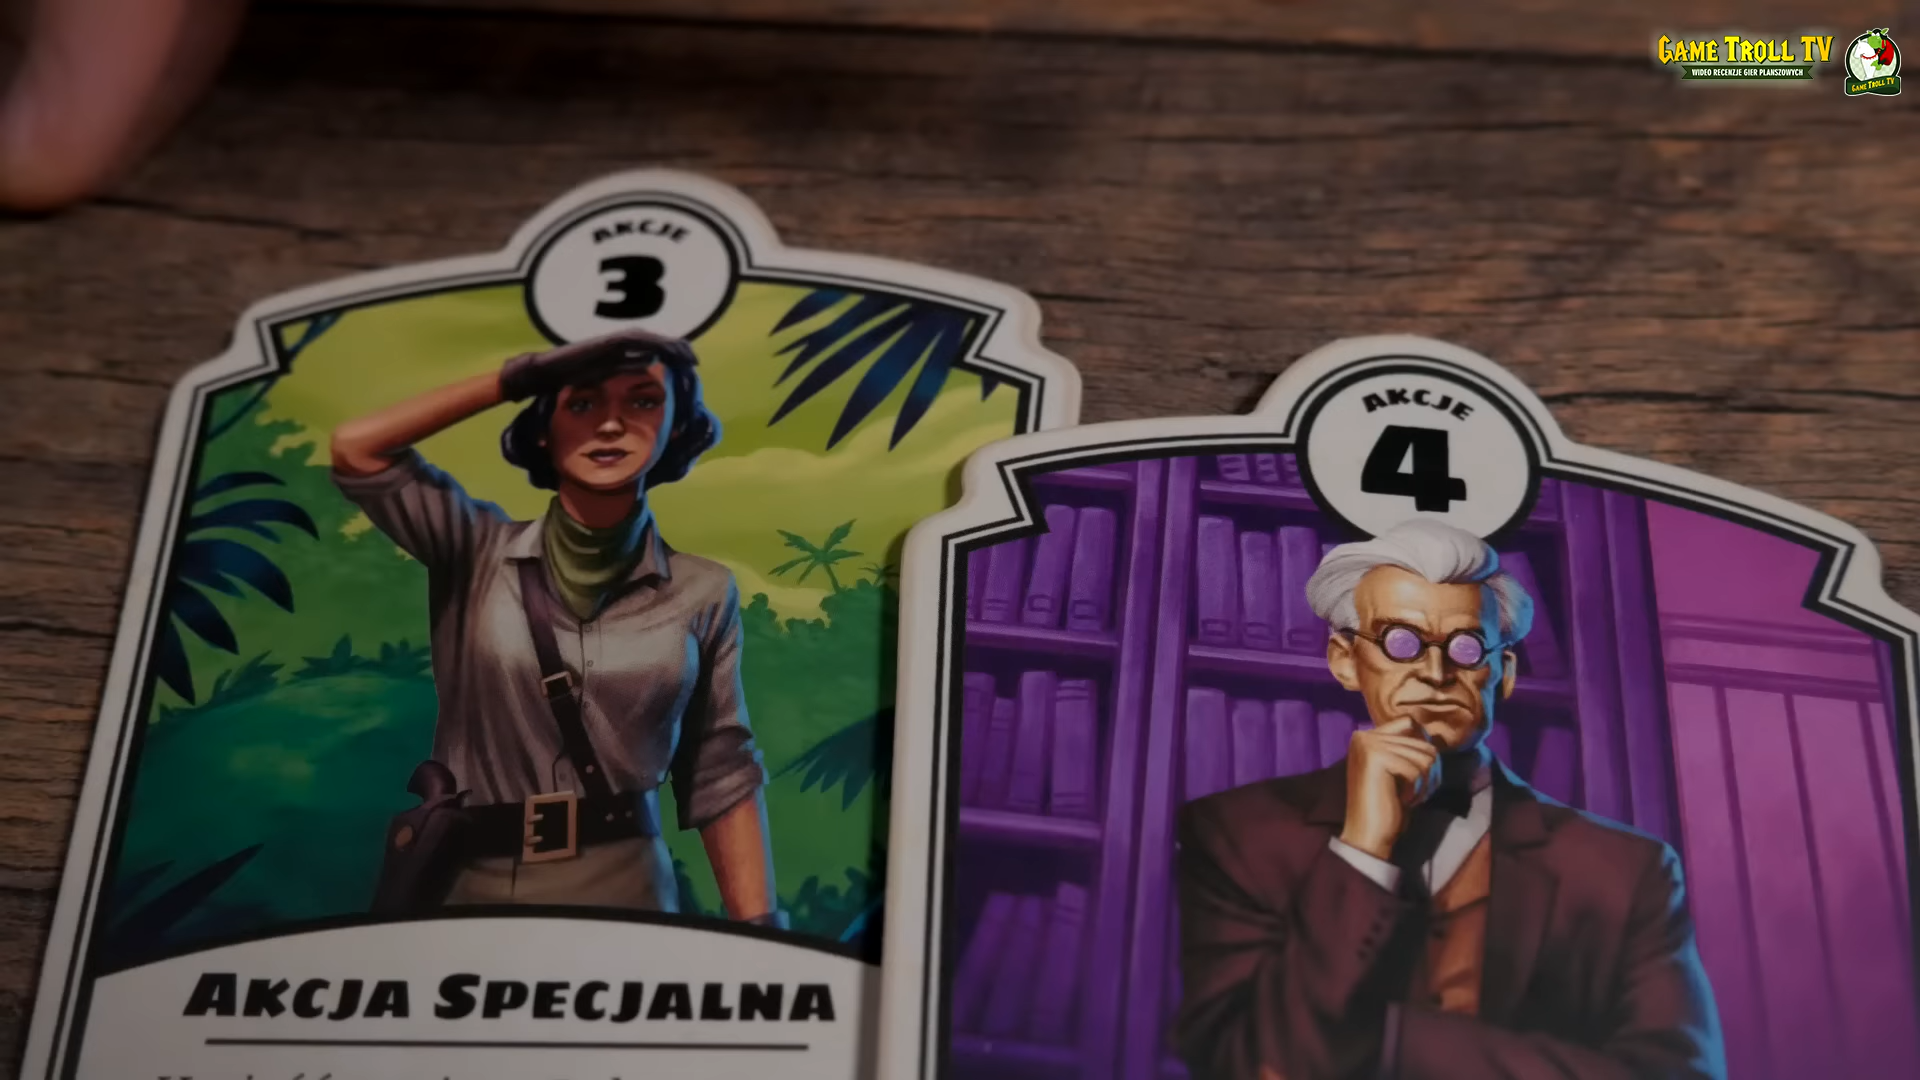 GAME TROLL TV
WIDEO RECENZJE GIER PLANSZOWYCH
GAME TROLL TV
AKCJE
3
AKCJE
4
AKCJA SPECJALNA